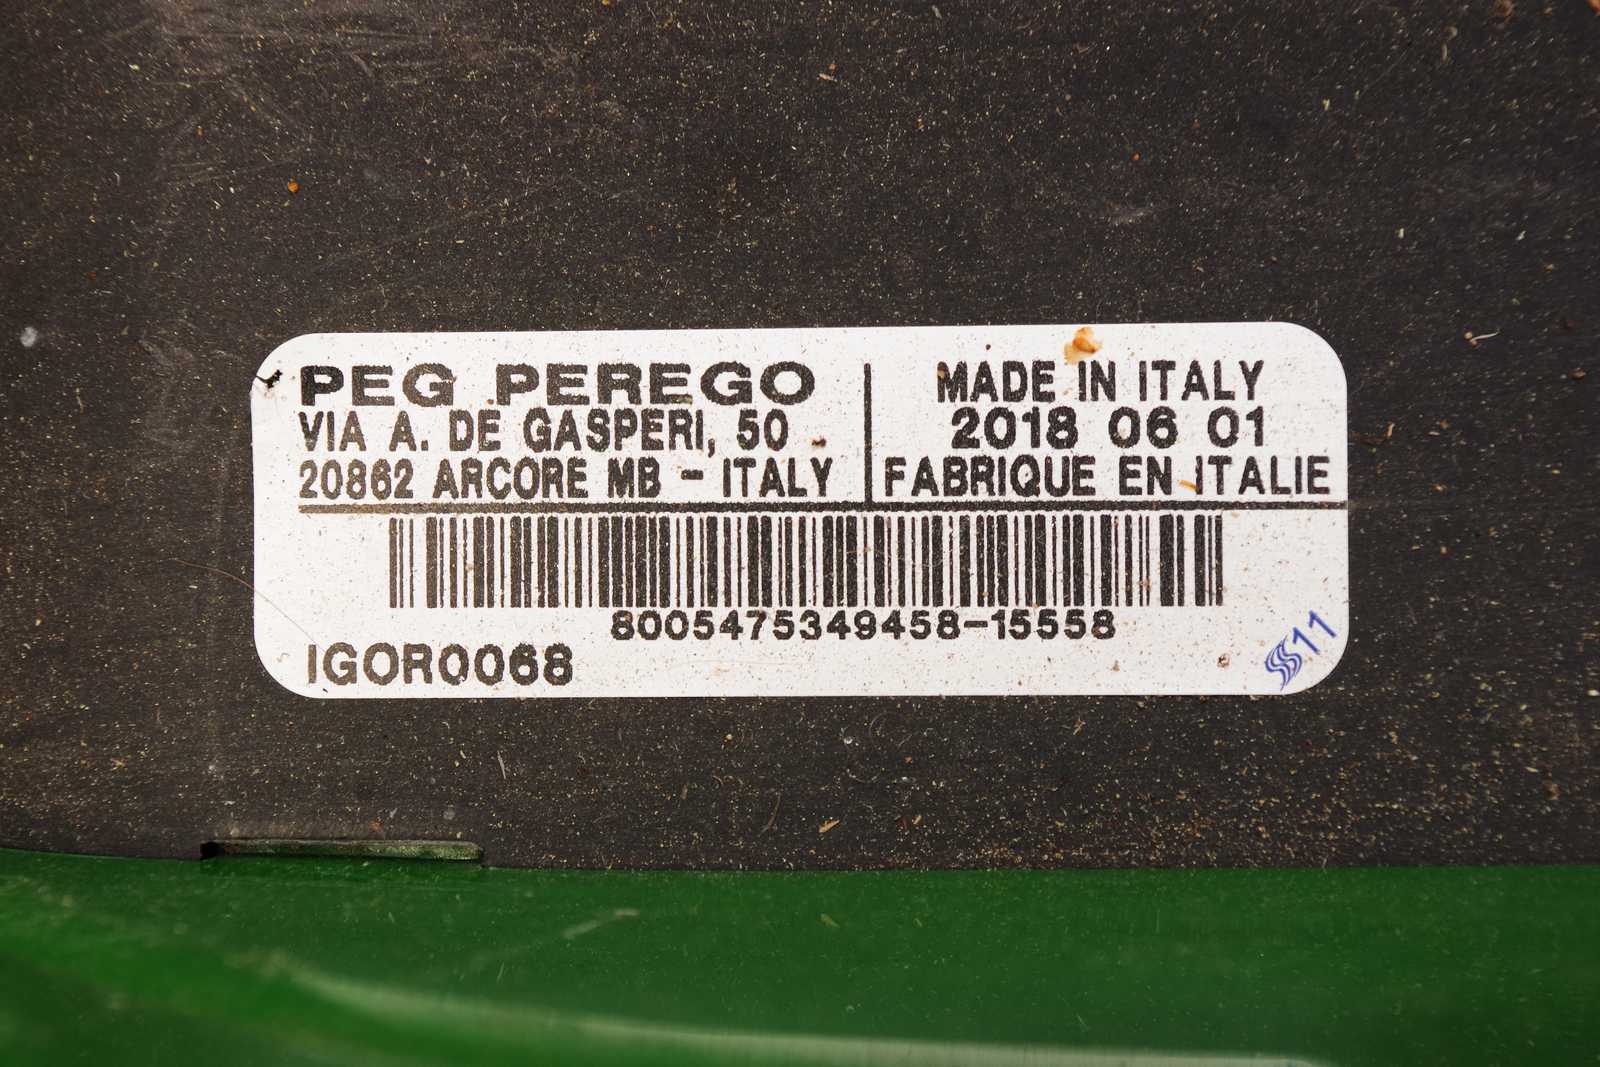 PEG PEREGO
VIA A. DE GASPERI, 50
20862 ARCORE MB - ITALY
MADE IN ITALY
2018 06 01
FABRIQUE EN ITALIE
8005475349458-15558
IGOR0068
11